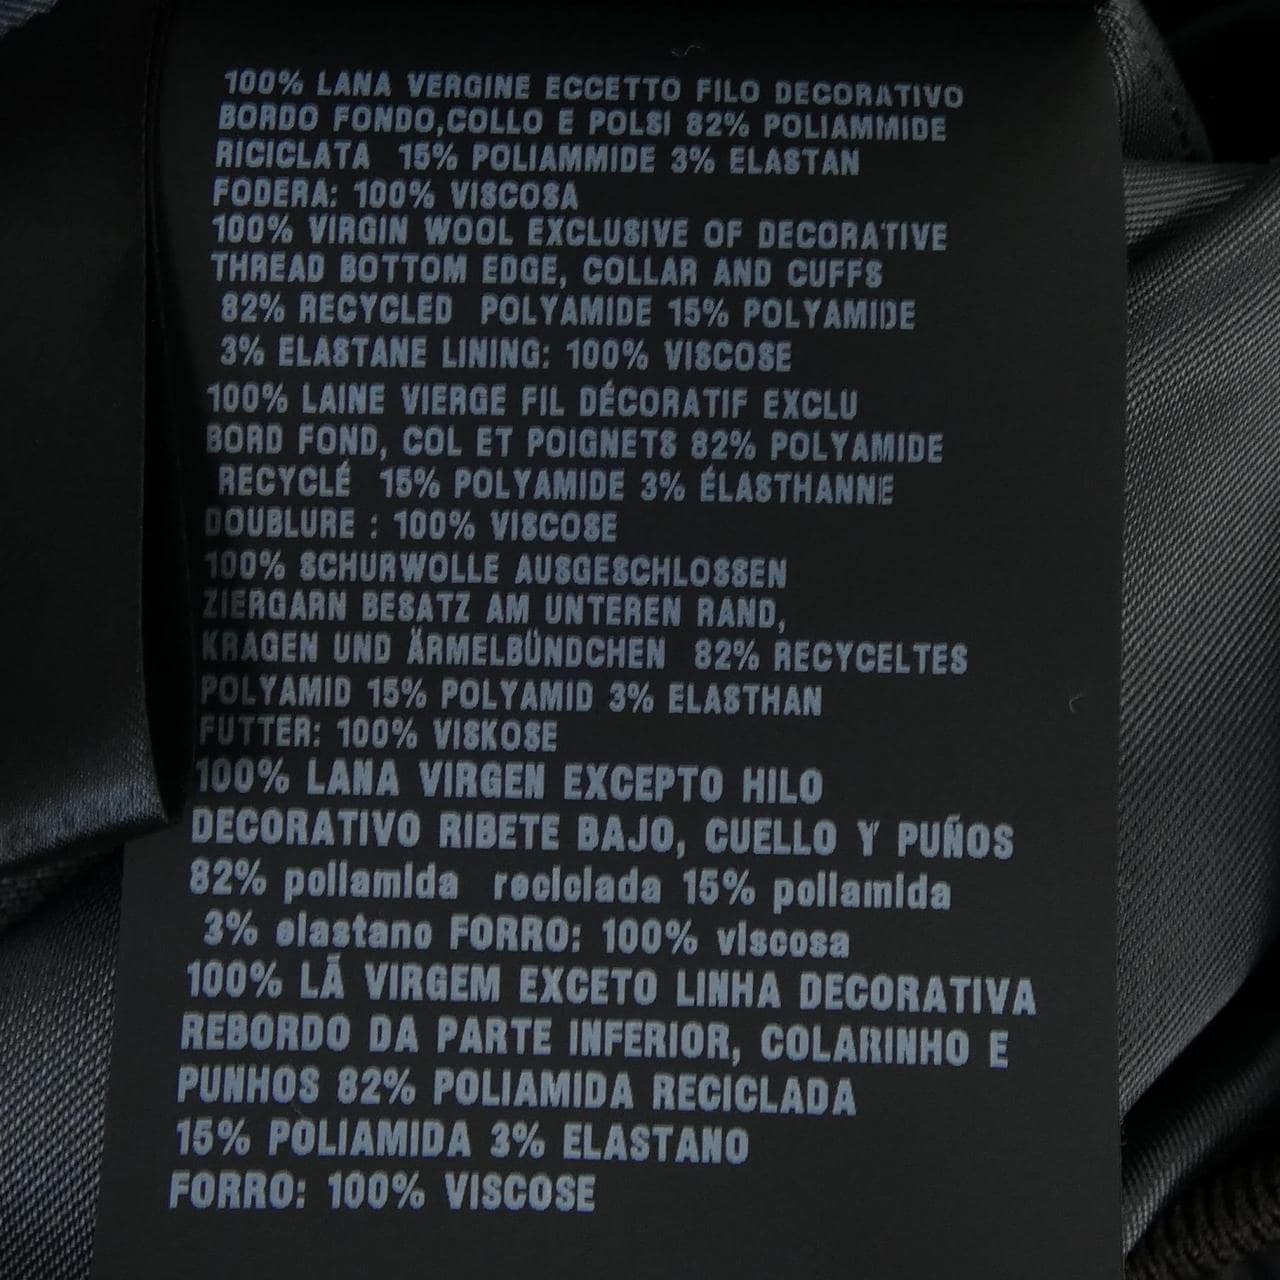 100% LANA VERGINE ECCETTO FILO DECORATIVO
BORDO FONDO,COLLO E POLSI 82% POLIAMMIDE
RICICLATA 15% POLIAMMIDE 3% ELASTAN
FODERA: 100% VISCOSA
100% VIRGIN WOOL EXCLUSIVE OF DECORATIVE
THREAD BOTTOM EDGE, COLLAR AND CUFFS
82% RECYCLED POLYAMIDE 15% POLYAMIDE
3% ELASTANE LINING: 100% VISCOSE
100% LAINE VIERGE FIL DÉCORATIF EXCLU
BORD FOND, COL ET POIGNETS 82% POLYAMIDE
RECYCLÉ 15% POLYAMIDE 3% ÉLASTHANNE
DOUBLURE : 100% VISCOSE
100% SCHURWOLLE AUSGESCHLOSSEN
ZIERGARN BESATZ AM UNTEREN RAND,
KRAGEN UND ÄRMELBÜNDCHEN 82% RECYCELTES
POLYAMID 15% POLYAMID 3% ELASTHAN
FUTTER: 100% VISKOSE
100% LANA VIRGEN EXCEPTO HILO
DECORATIVO RIBETE BAJO, CUELLO Y PUÑOS
82% poliamida reciclada 15% poliamida
3% elastano FORRO: 100% viscosa
100% LÃ VIRGEM EXCETO LINHA DECORATIVA
REBORDO DA PARTE INFERIOR, COLARINHO E
PUNHOS 82% POLIAMIDA RECICLADA
15% POLIAMIDA 3% ELASTANO
FORRO: 100% VISCOSE